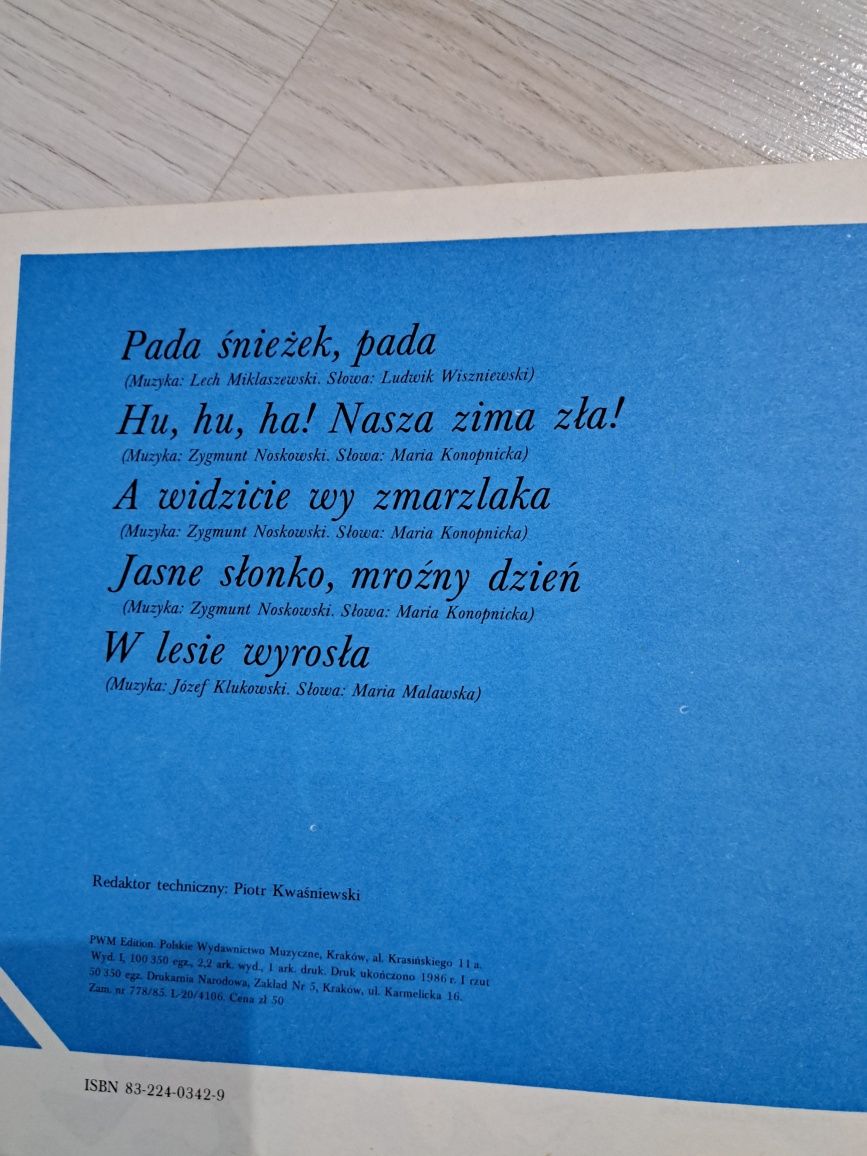 Pada śnieżek, pada
(Muzyka: Lech Miklaszewski. Słowa: Ludwik Wiszniewski)
Hu, hu, ha! Nasza zima zła!
(Muzyka: Zygmunt Noskowski. Słowa: Maria Konopnicka)
A widzicie wy zmarzlaka
(Muzyka: Zygmunt Noskowski. Słowa: Maria Konopnicka)
Jasne słonko, mroźny dzień
(Muzyka: Zygmunt Noskowski. Słowa: Maria Konopnicka)
W lesie wyrosła
(Muzyka: Józef Klukowski. Słowa: Maria Malawska)
Redaktor techniczny: Piotr Kwaśniewski
PWM Edition. Polskie Wydawnictwo Muzyczne, Kraków, al. Krasińskiego 11 a.
Wyd. I, 100 350 egz., 2,2 ark. wyd., 1 ark. druk. Druk ukończono 1986 r. I rzut
50 350 egz. Drukarnia Narodowa, Zakład Nr 5, Kraków, ul. Karmelicka 16.
Zam. nr 778/85. L-20/4106. Cena zł 50
ISBN 83-224-0342-9